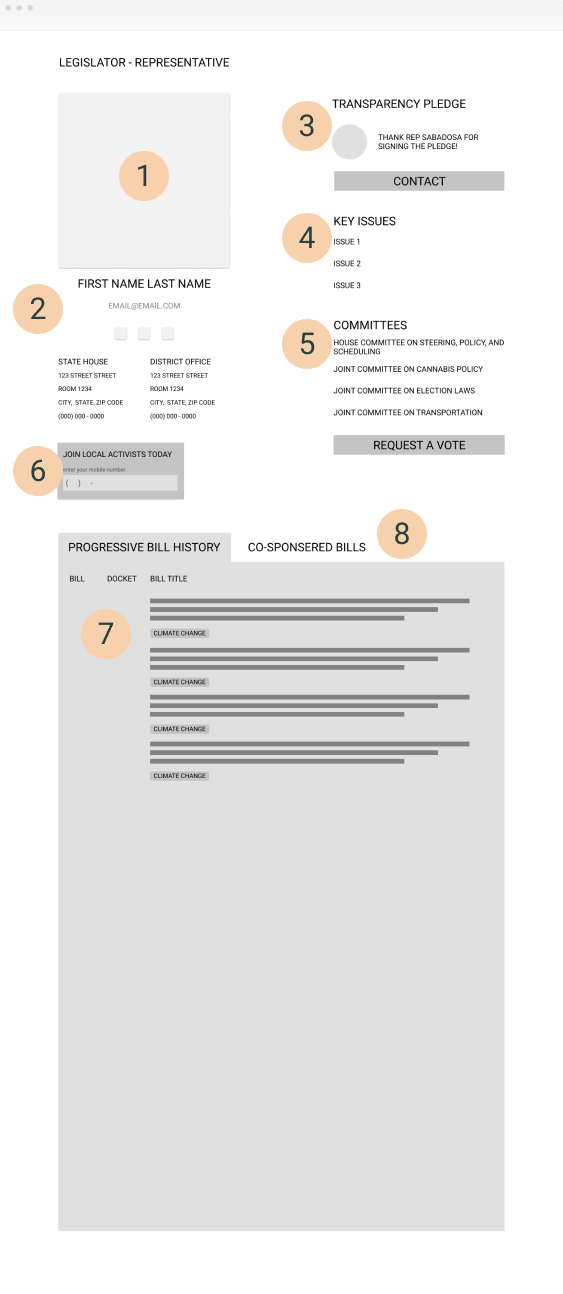 LEGISLATOR - REPRESENTATIVE
1
FIRST NAME LAST NAME
2
EMAIL@EMAIL.COM
STATE HOUSE
123 STREET STREET
ROOM 1234
CITY, STATE, ZIP CODE
(000) 000 - 0000
DISTRICT OFFICE
123 STREET STREET
ROOM 1234
CITY, STATE, ZIP CODE
(000) 000 - 0000
6
JOIN LOCAL ACTIVISTS TODAY
enter your mobile number
( ) -
3
TRANSPARENCY PLEDGE
THANK REP SABADOSA FOR
SIGNING THE PLEDGE!
CONTACT
4
KEY ISSUES
ISSUE 1
ISSUE 2
ISSUE 3
5
COMMITTEES
HOUSE COMMITTEE ON STEERING, POLICY, AND
SCHEDULING
JOINT COMMITTEE ON CANNABIS POLICY
JOINT COMMITTEE ON ELECTION LAWS
JOINT COMMITTEE ON TRANSPORTATION
REQUEST A VOTE
PROGRESSIVE BILL HISTORY
CO-SPONSERED BILLS
8
BILL DOCKET BILL TITLE
7
CLIMATE CHANGE
CLIMATE CHANGE
CLIMATE CHANGE
CLIMATE CHANGE